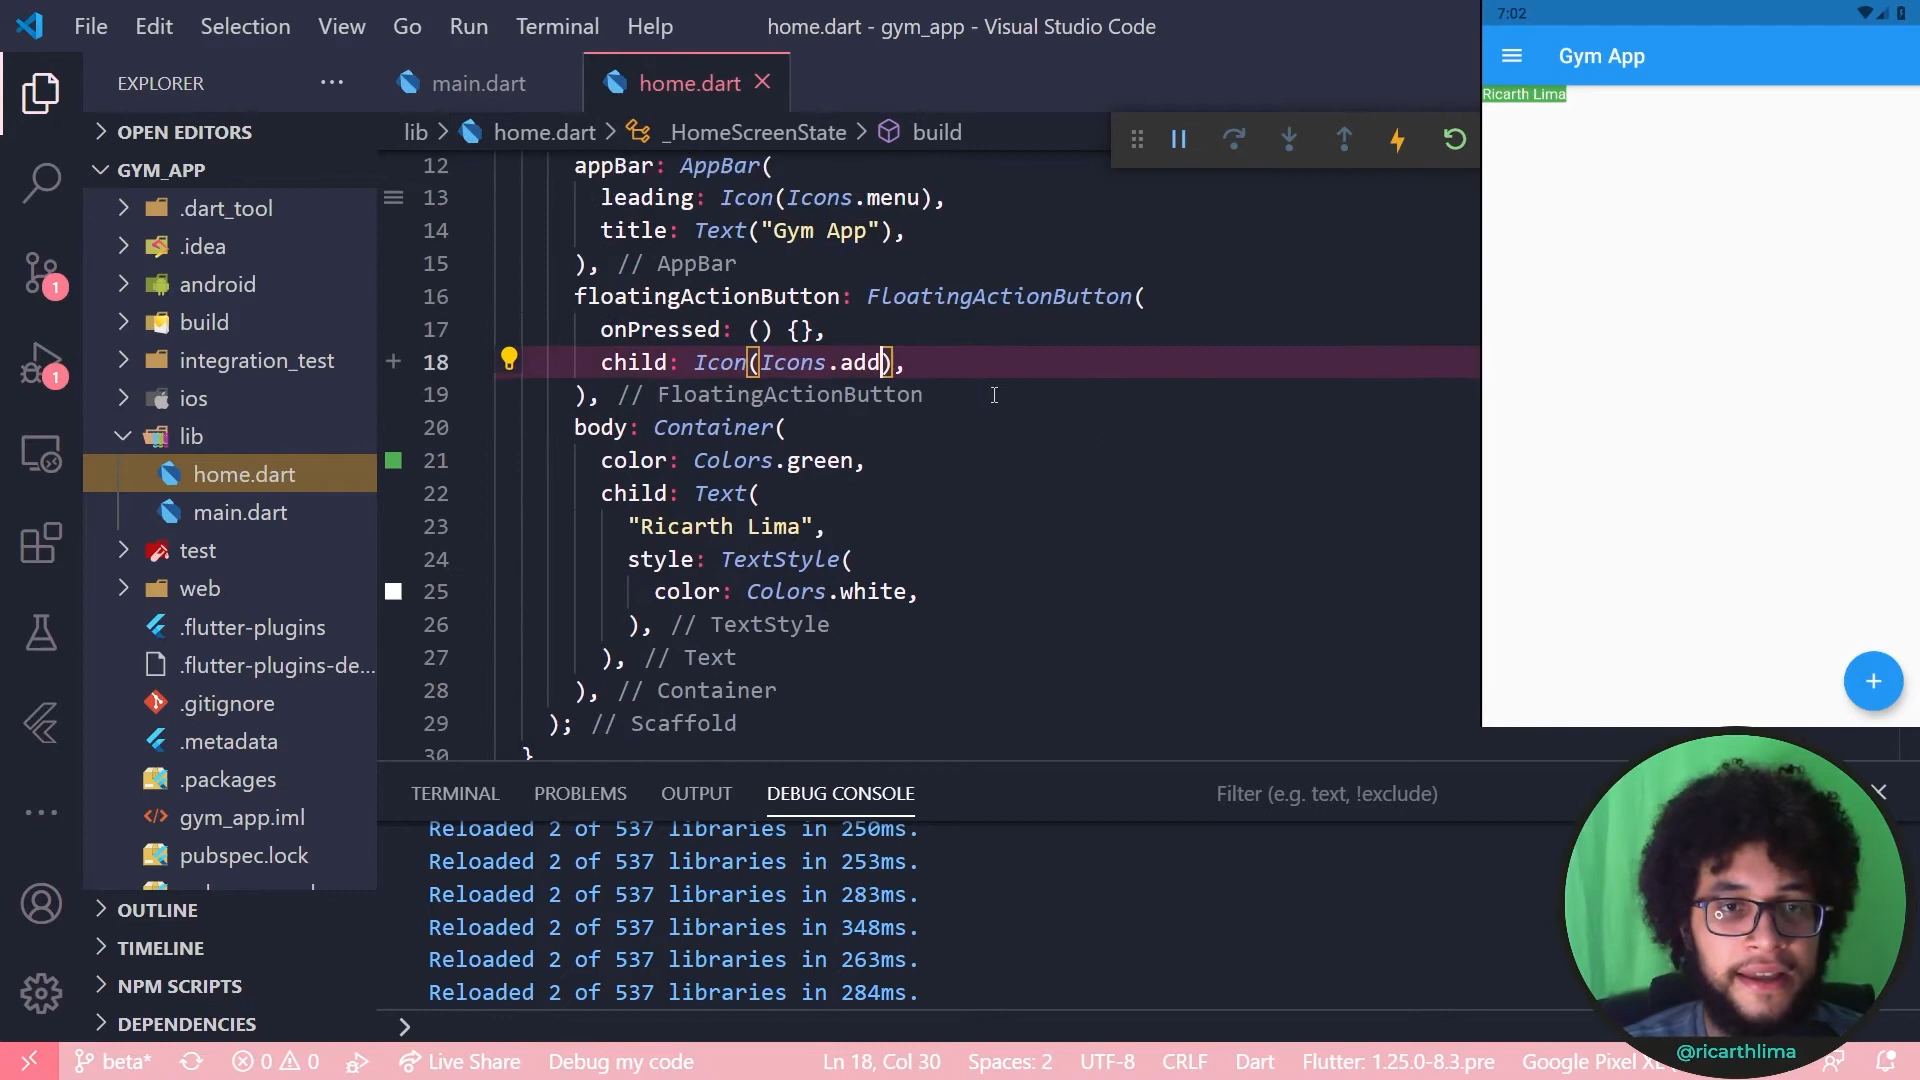 File Edit Selection View Go Run Terminal Help
home.dart - gym_app - Visual Studio Code
7:02
Gym App
Ricarth Lima
EXPLORER
main.dart
home.dart
OPEN EDITORS
GYM_APP
.dart_tool
.idea
android
build
integration_test
ios
lib
home.dart
main.dart
test
web
.flutter-plugins
.flutter-plugins-de...
.gitignore
.metadata
.packages
gym_app.iml
pubspec.lock
OUTLINE
TIMELINE
NPM SCRIPTS
DEPENDENCIES
1
1
lib > home.dart > _HomeScreenState > build
12 appBar: AppBar(
13 leading: Icon(Icons.menu),
14 title: Text("Gym App"),
15 ), // AppBar
16 floatingActionButton: FloatingActionButton(
17 onPressed: () {},
18 child: Icon(Icons.add),
19 ), // FloatingActionButton
20 body: Container(
21 color: Colors.green,
22 child: Text(
23 "Ricarth Lima",
24 style: TextStyle(
25 color: Colors.white,
26 ), // TextStyle
27 ), // Text
28 ), // Container
29 ); // Scaffold
30 }
TERMINAL PROBLEMS OUTPUT DEBUG CONSOLE
Filter (e.g. text, !exclude)
Reloaded 2 of 537 libraries in 250ms.
Reloaded 2 of 537 libraries in 253ms.
Reloaded 2 of 537 libraries in 283ms.
Reloaded 2 of 537 libraries in 348ms.
Reloaded 2 of 537 libraries in 263ms.
Reloaded 2 of 537 libraries in 284ms.
@ricarthlima
beta* 0 0 Live Share Debug my code Ln 18, Col 30 Spaces: 2 UTF-8 CRLF Dart Flutter: 1.25.0-8.3.pre Google Pixel XL